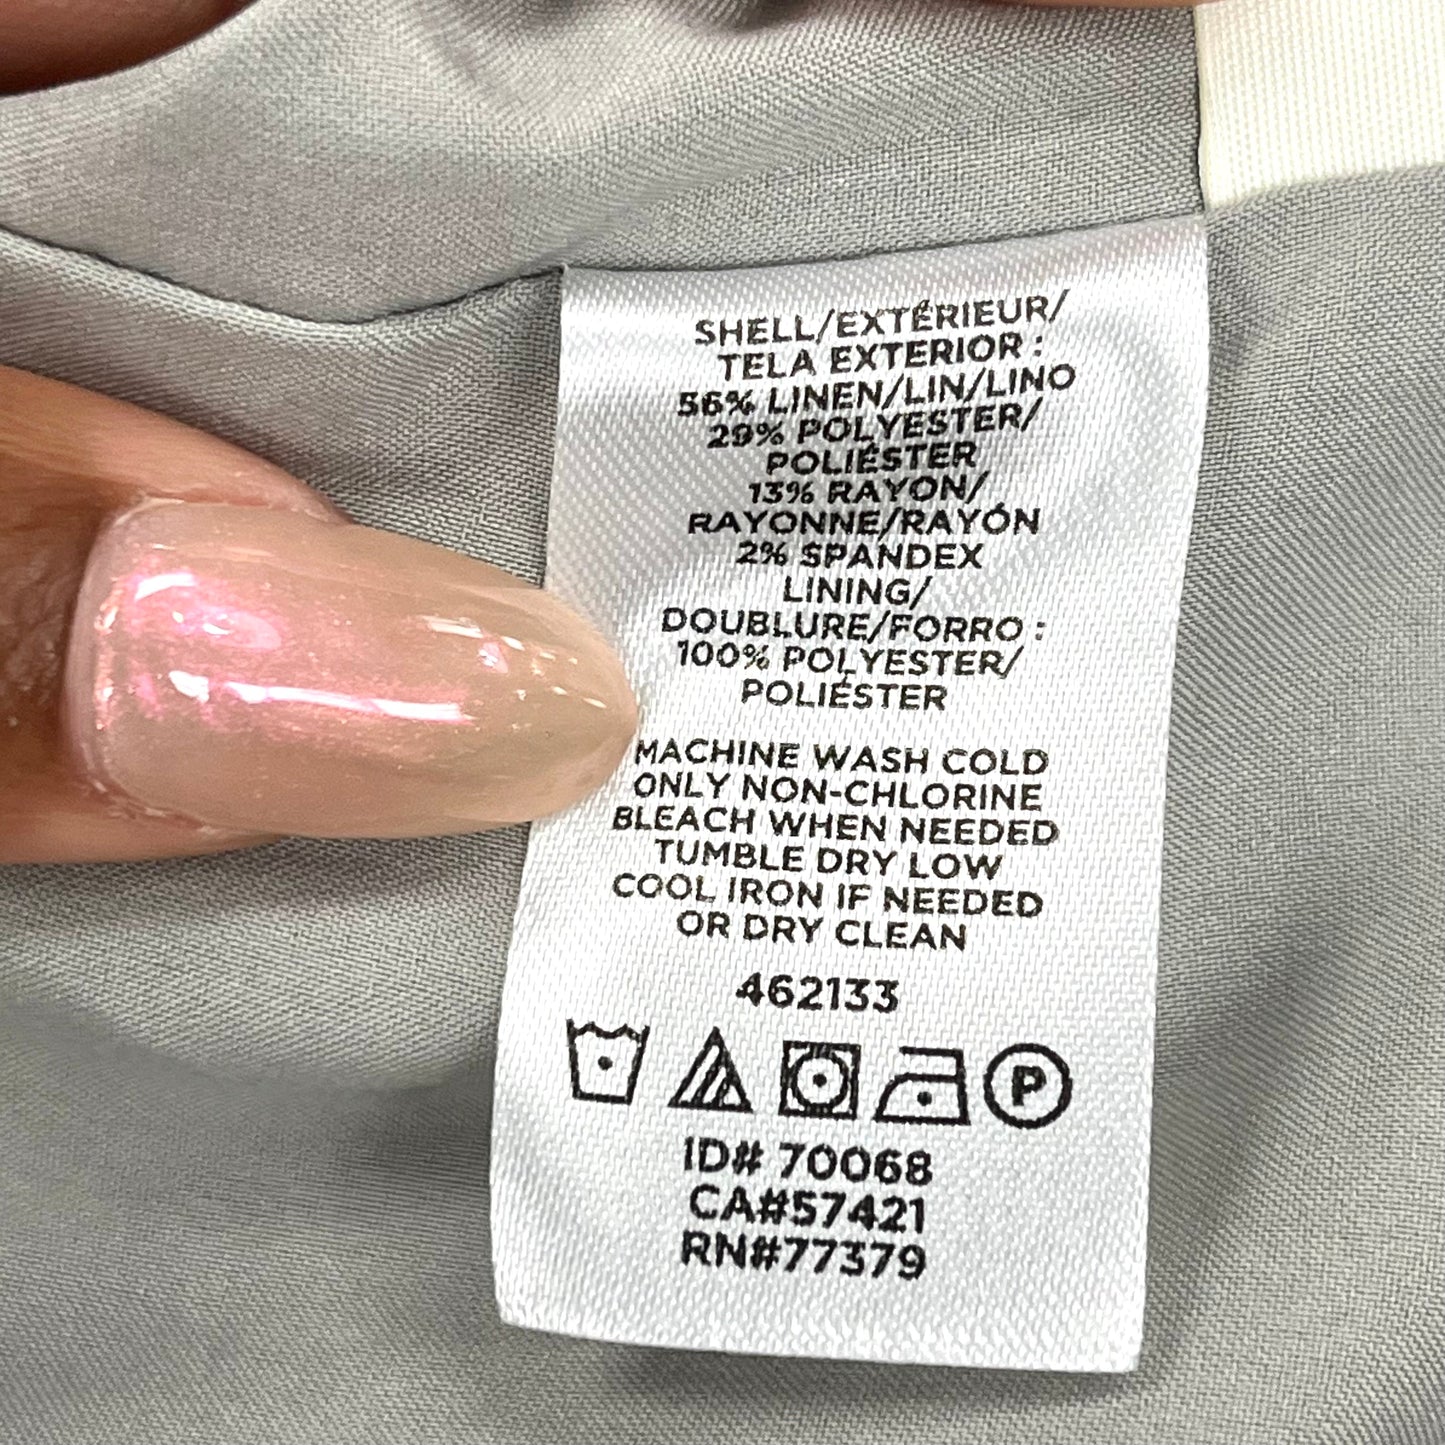 SHELL/EXTÉRIEUR/
TELA EXTERIOR :
56% LINEN/LIN/LINO
29% POLYESTER/
POLIÉSTER
13% RAYON/
RAYONNE/RAYÓN
2% SPANDEX
LINING/
DOUBLURE/FORRO :
100% POLYESTER/
POLIÉSTER
MACHINE WASH COLD
ONLY NON-CHLORINE
BLEACH WHEN NEEDED
TUMBLE DRY LOW
COOL IRON IF NEEDED
OR DRY CLEAN
462133
P
ID# 70068
CA#57421
RN#77379